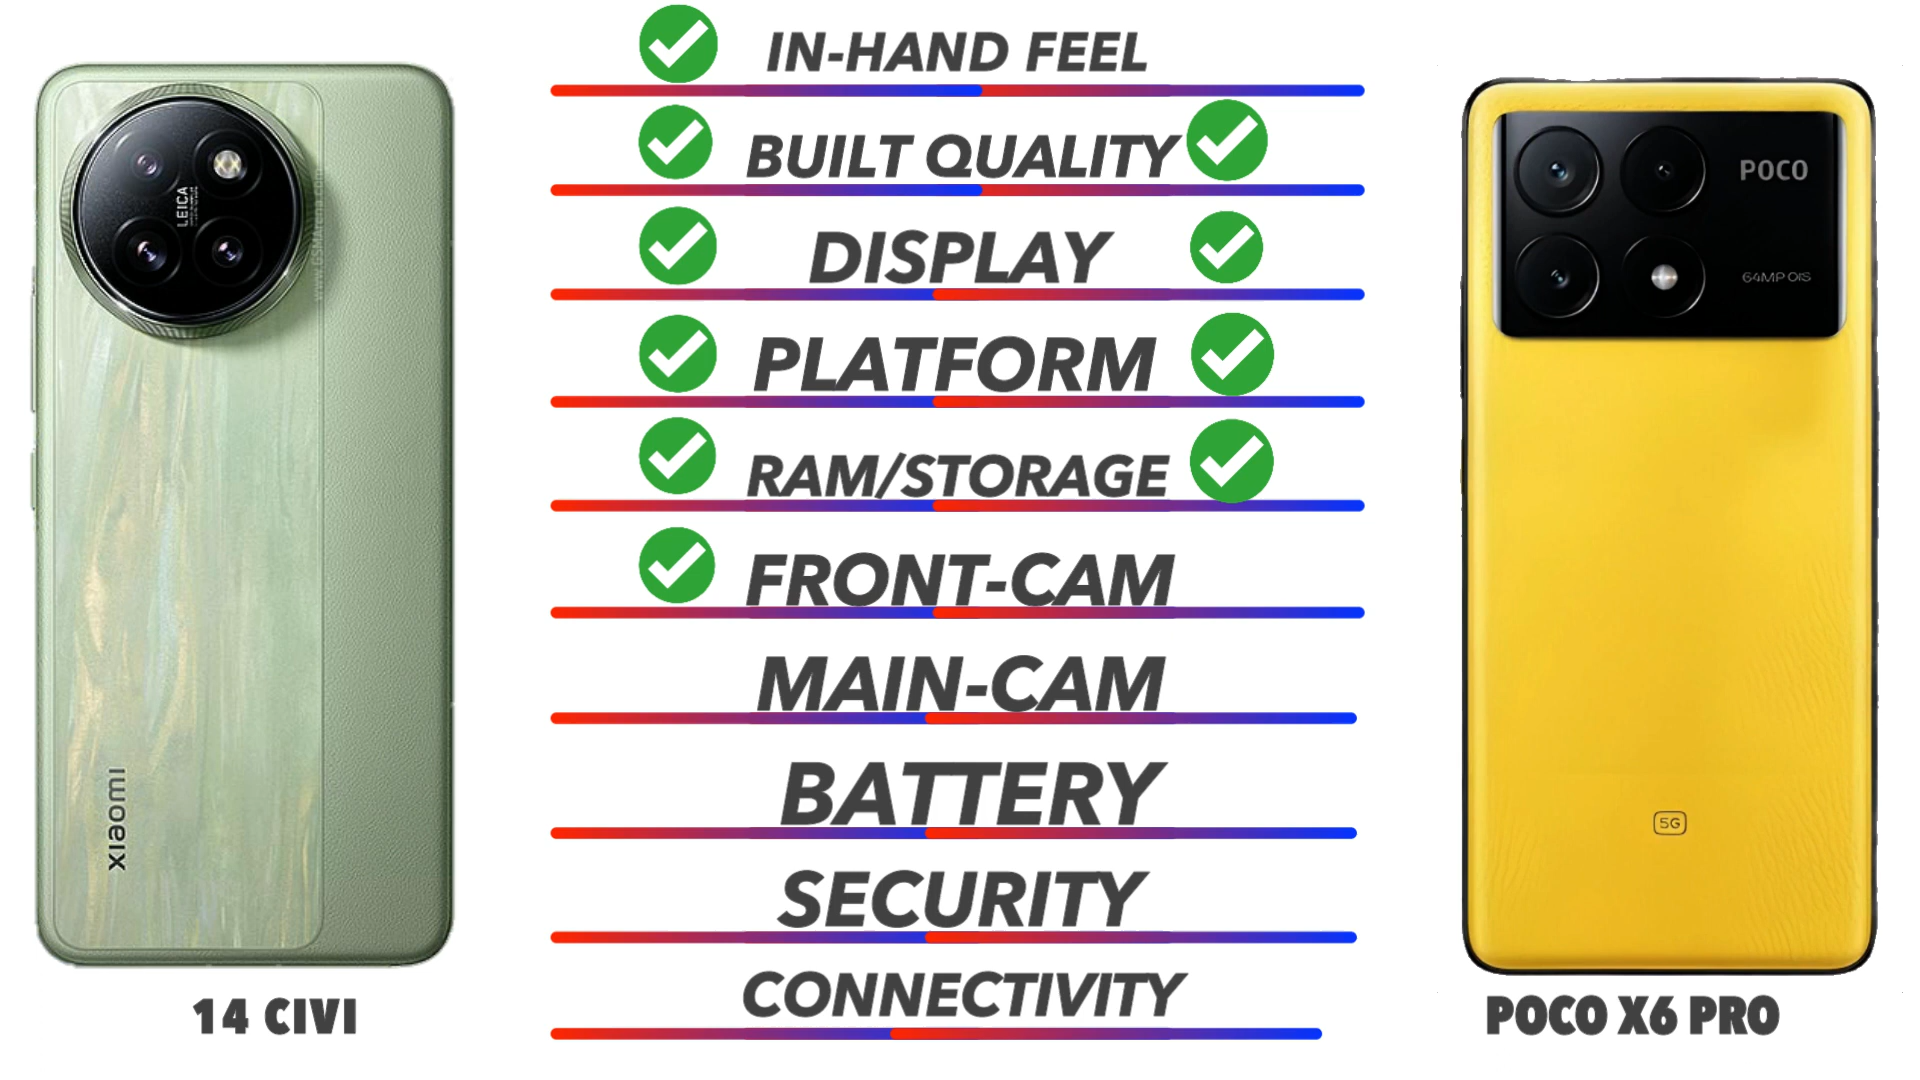 IN-HAND FEEL
BUILT QUALITY
DISPLAY
PLATFORM
RAM/STORAGE
FRONT-CAM
MAIN-CAM
BATTERY
SECURITY
CONNECTIVITY
LEICA
xiaomi
14 CIVI
POCO
64MP OIS
5G
POCO X6 PRO